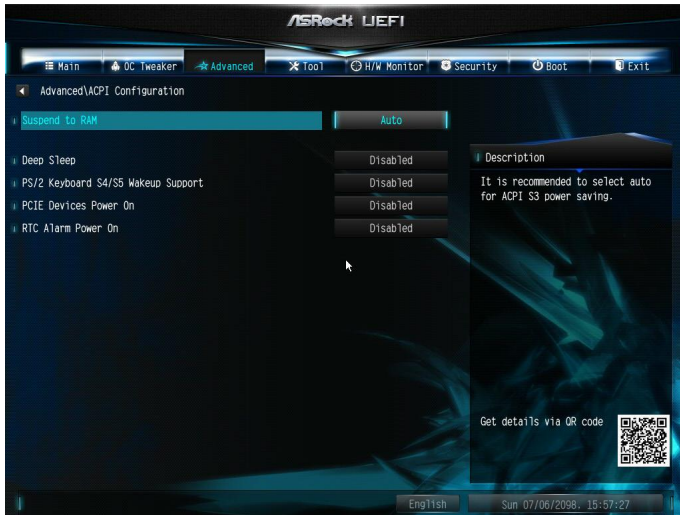 ASRock UEFI
Main OC Tweaker Advanced Tool H/W Monitor Security Boot Exit
Advanced\ACPI Configuration
Suspend to RAM Auto
Deep Sleep Disabled
PS/2 Keyboard S4/S5 Wakeup Support Disabled
PCIE Devices Power On Disabled
RTC Alarm Power On Disabled
Description
It is recommended to select auto
for ACPI S3 power saving.
Get details via QR code
English Sun 07/06/2098. 15:57:27